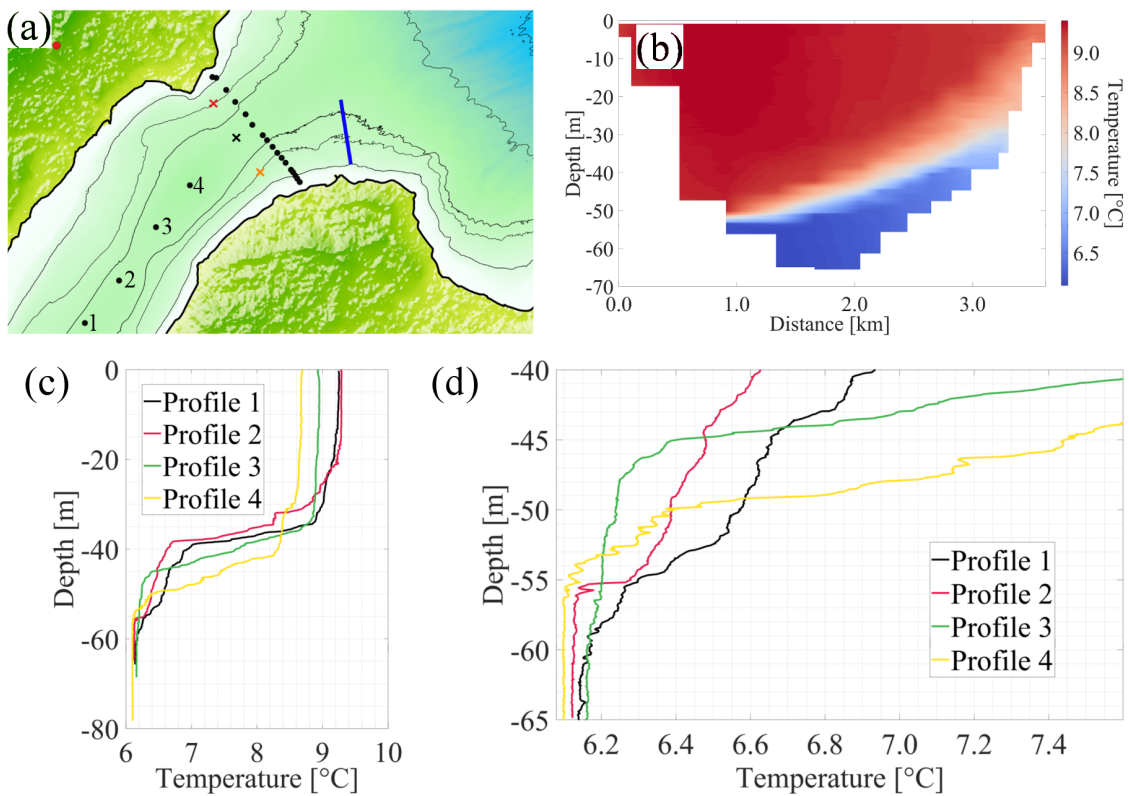 (a)
4
3
2
1
(b)
0
-10
-20
-30
-40
-50
-60
-70
Depth [m]
0.0
1.0
2.0
3.0
Distance [km]
9.0
8.5
8.0
7.5
7.0
6.5
Temperature [°C]
(c)
0
-20
-40
-60
-80
Depth [m]
Profile 1
Profile 2
Profile 3
Profile 4
6
7
8
9
10
Temperature [°C]
(d)
-40
-45
-50
-55
-60
-65
Depth [m]
Profile 1
Profile 2
Profile 3
Profile 4
6.2
6.4
6.6
6.8
7.0
7.2
7.4
Temperature [°C]